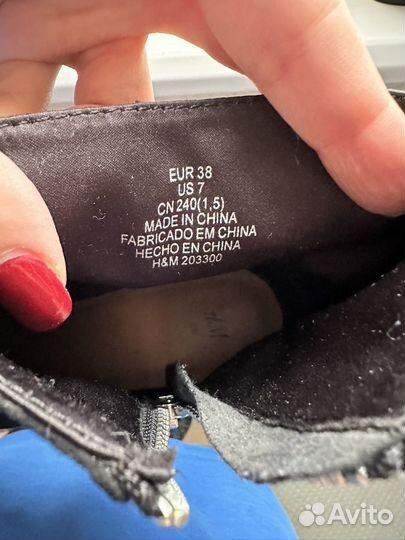 EUR 38
US 7
CN 240(1,5)
MADE IN CHINA
FABRICADO EM CHINA
HECHO EN CHINA
H&M 203300
H&M
Avito